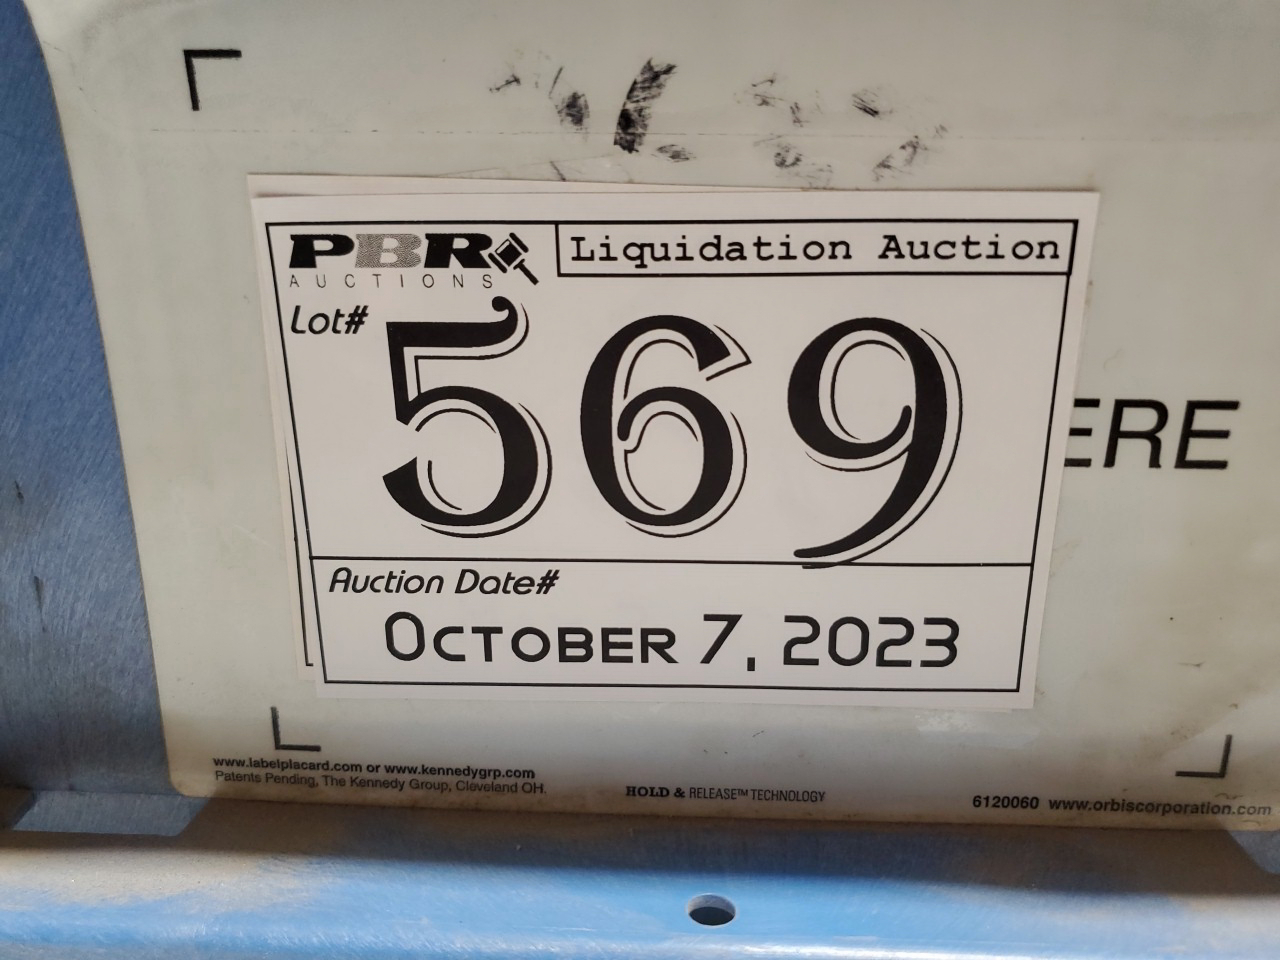 PBR
AUCTIONS
Liquidation Auction
Lot#
569
Auction Date#
OCTOBER 7, 2023
ERE
www.labelplacard.com or www.kennedygrp.com
Patents Pending, The Kennedy Group, Cleveland OH.
HOLD & RELEASE™ TECHNOLOGY
6120060 www.orbiscorporation.com